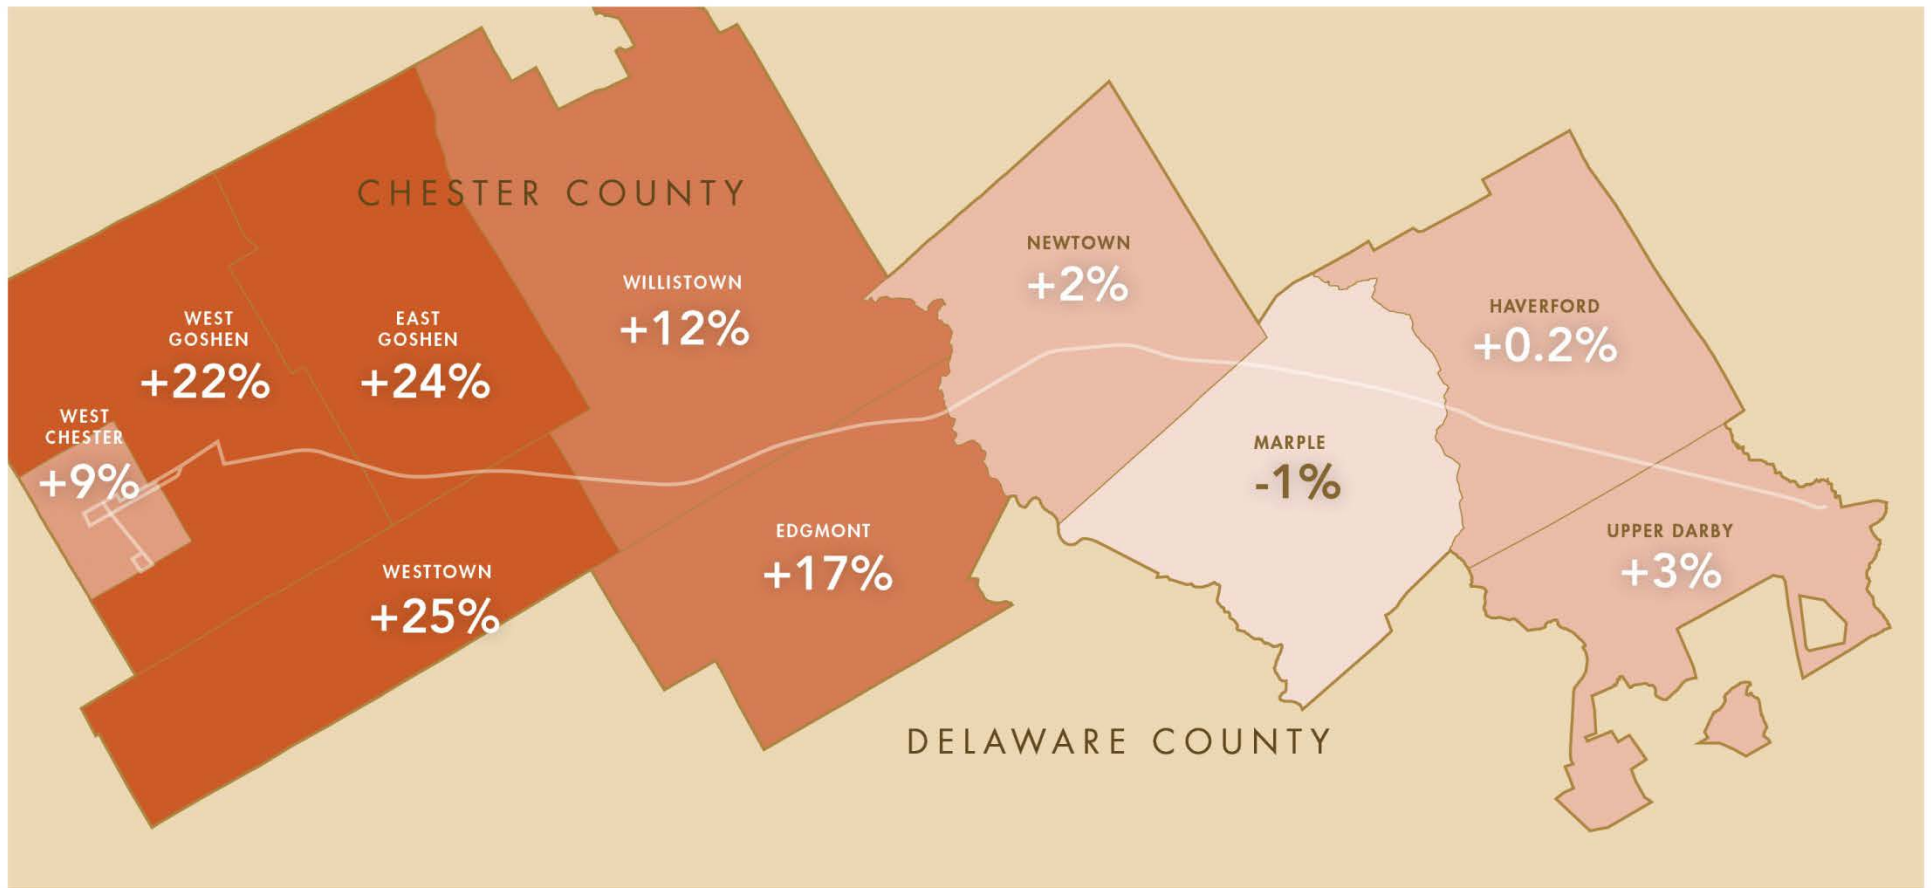 CHESTER COUNTY
WEST
GOSHEN
+22%
EAST
GOSHEN
+24%
WILLISTOWN
+12%
NEWTOWN
+2%
HAVERFORD
+0.2%
WEST
CHESTER
+9%
MARPLE
-1%
WESTTOWN
+25%
EDGMONT
+17%
UPPER DARBY
+3%
DELAWARE COUNTY